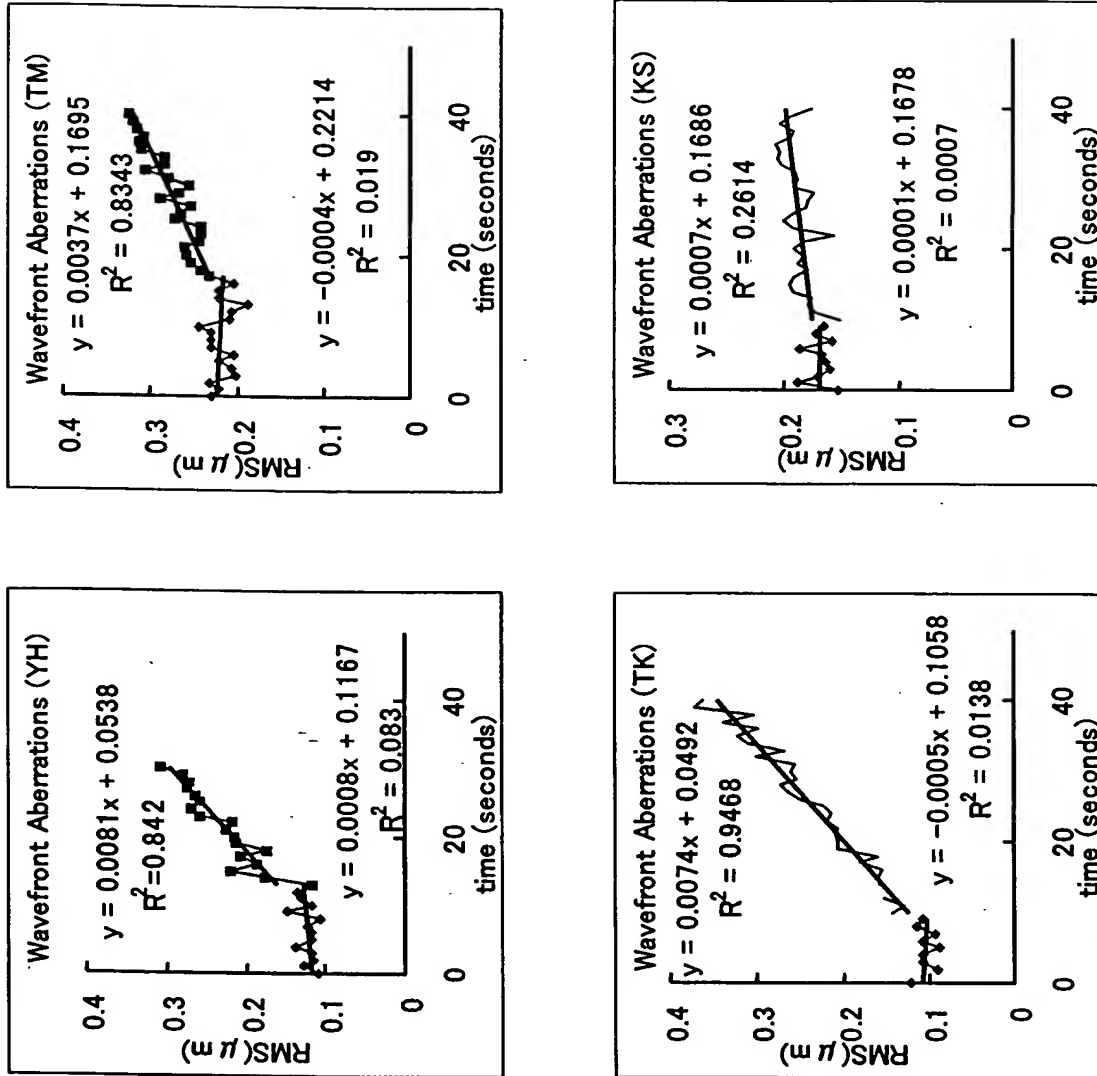 Wavefront Aberrations (YH)
y = 0.0081x + 0.0538
R² =0.842
0.4
0.3
0.2
0.1
0
RMS(μm)
y = 0.0008x + 0.1167
R² = 0.083
0 20 40
time (seconds)
Wavefront Aberrations (TM)
y = 0.0037x + 0.1695
R² = 0.8343
0.4
0.3
0.2
0.1
0
RMS(μm)
y = −0.0004x + 0.2214
R² = 0.019
0 20 40
time (seconds)
Wavefront Aberrations (TK)
y = 0.0074x + 0.0492
R² = 0.9468
0.4
0.3
0.2
0.1
0
RMS(μm)
y = −0.0005x + 0.1058
R² = 0.0138
0 20 40
time (seconds)
Wavefront Aberrations (KS)
y = 0.0007x + 0.1686
R² = 0.2614
0.3
0.2
0.1
0
RMS(μm)
y = 0.0001x + 0.1678
R² = 0.0007
0 20 40
time (seconds)